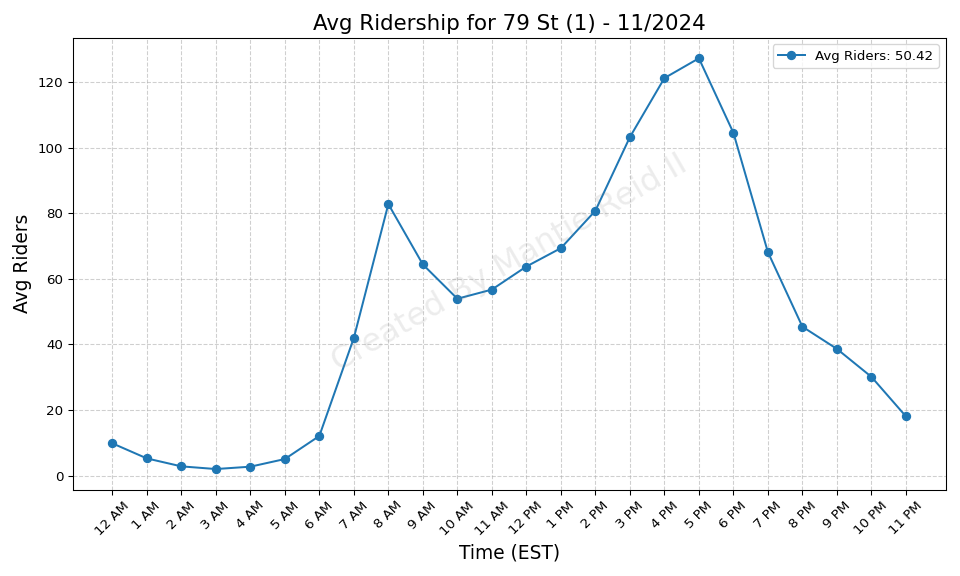 Avg Ridership for 79 St (1) - 11/2024
Avg Riders: 50.42
Avg Riders
120
100
80
60
40
20
0
Created By Mantle Reid II
12 AM
1 AM
2 AM
3 AM
4 AM
5 AM
6 AM
7 AM
8 AM
9 AM
10 AM
11 AM
12 PM
1 PM
2 PM
3 PM
4 PM
5 PM
6 PM
7 PM
8 PM
9 PM
10 PM
11 PM
Time (EST)